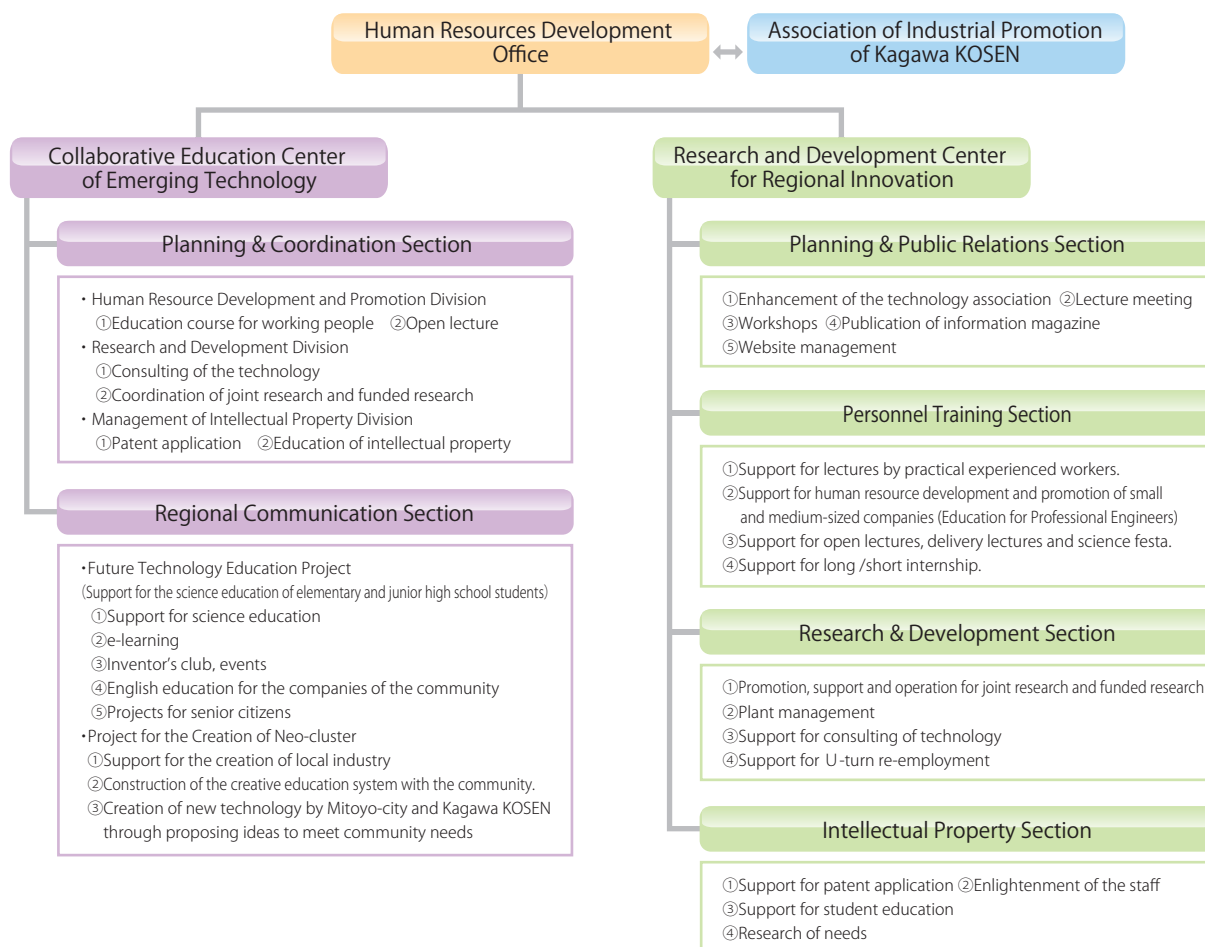 Human Resources Development
Office
Association of Industrial Promotion
of Kagawa KOSEN
Collaborative Education Center
of Emerging Technology
Planning & Coordination Section
・Human Resource Development and Promotion Division
①Education course for working people ②Open lecture
・Research and Development Division
①Consulting of the technology
②Coordination of joint research and funded research
・Management of Intellectual Property Division
①Patent application ②Education of intellectual property
Regional Communication Section
・Future Technology Education Project
(Support for the science education of elementary and junior high school students)
①Support for science education
②e-learning
③Inventor's club, events
④English education for the companies of the community
⑤Projects for senior citizens
・Project for the Creation of Neo-cluster
①Support for the creation of local industry
②Construction of the creative education system with the community.
③Creation of new technology by Mitoyo-city and Kagawa KOSEN
through proposing ideas to meet community needs
Research and Development Center
for Regional Innovation
Planning & Public Relations Section
①Enhancement of the technology association ②Lecture meeting
③Workshops ④Publication of information magazine
⑤Website management
Personnel Training Section
①Support for lectures by practical experienced workers.
②Support for human resource development and promotion of small
and medium-sized companies (Education for Professional Engineers)
③Support for open lectures, delivery lectures and science festa.
④Support for long /short internship.
Research & Development Section
①Promotion, support and operation for joint research and funded research
②Plant management
③Support for consulting of technology
④Support for U-turn re-employment
Intellectual Property Section
①Support for patent application ②Enlightenment of the staff
③Support for student education
④Research of needs